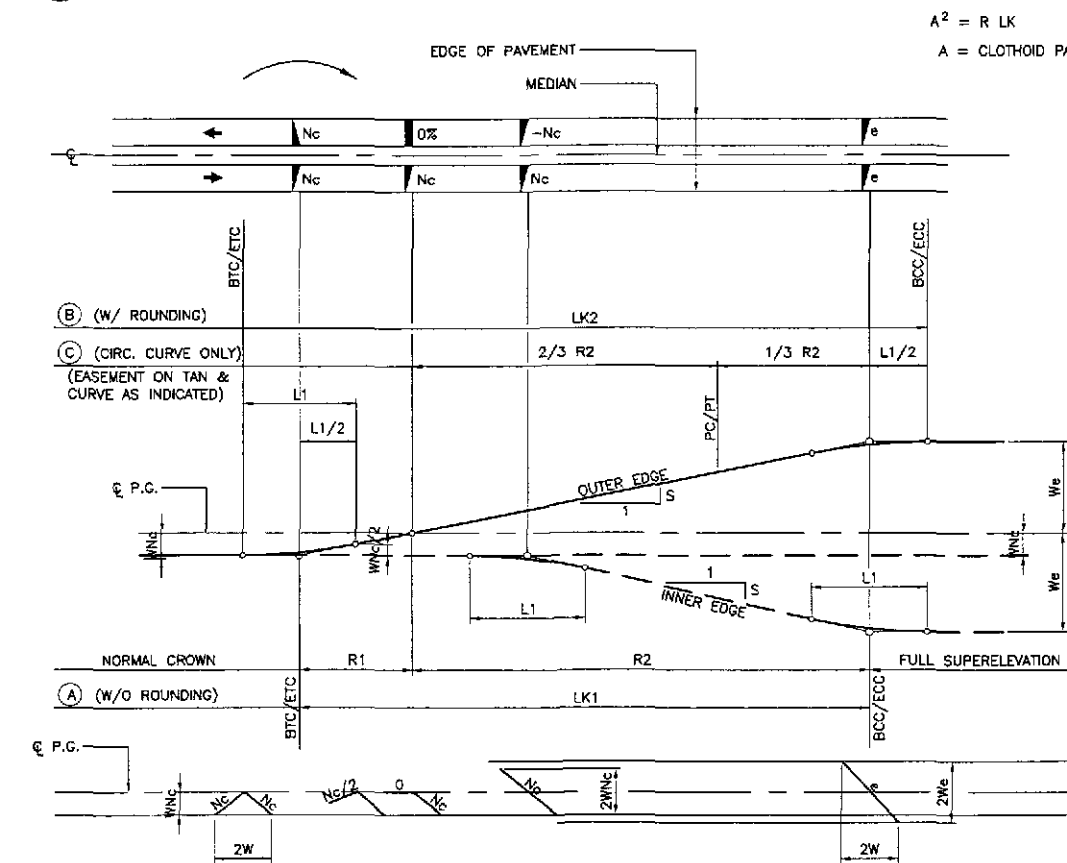 A² = R LK
A = CLOTHOID PA
EDGE OF PAVEMENT
MEDIAN
Nc 0% -Nc e
℄
Nc Nc Nc e
BTC/ETC
BCC/ECC
Ⓑ (W/ ROUNDING) LK2
Ⓒ (CIRC. CURVE ONLY) 2/3 R2 1/3 R2 L1/2
(EASEMENT ON TAN &
CURVE AS INDICATED)
L1
L1/2
PC/PT
OUTER EDGE
S
1
℄ P.G.
WNc
WNc/2
WNc
We
We
1
S
INNER EDGE
L1
L1
NORMAL CROWN R1 R2 FULL SUPERELEVATION
Ⓐ (W/O ROUNDING) LK1
BTC/ETC
BCC/ECC
℄ P.G.
WNc
Nc Nc Nc/2 0 Nc Nc 2WNc e 2We
2W 2W